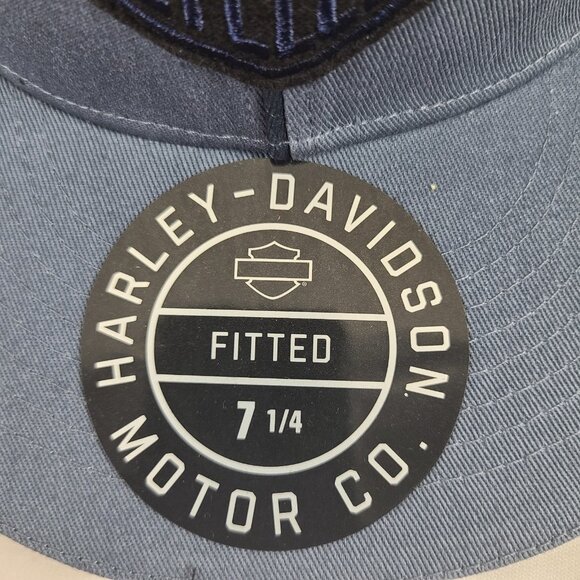 HARLEY-DAVIDSON
®
FITTED
7 1/4
MOTOR CO.